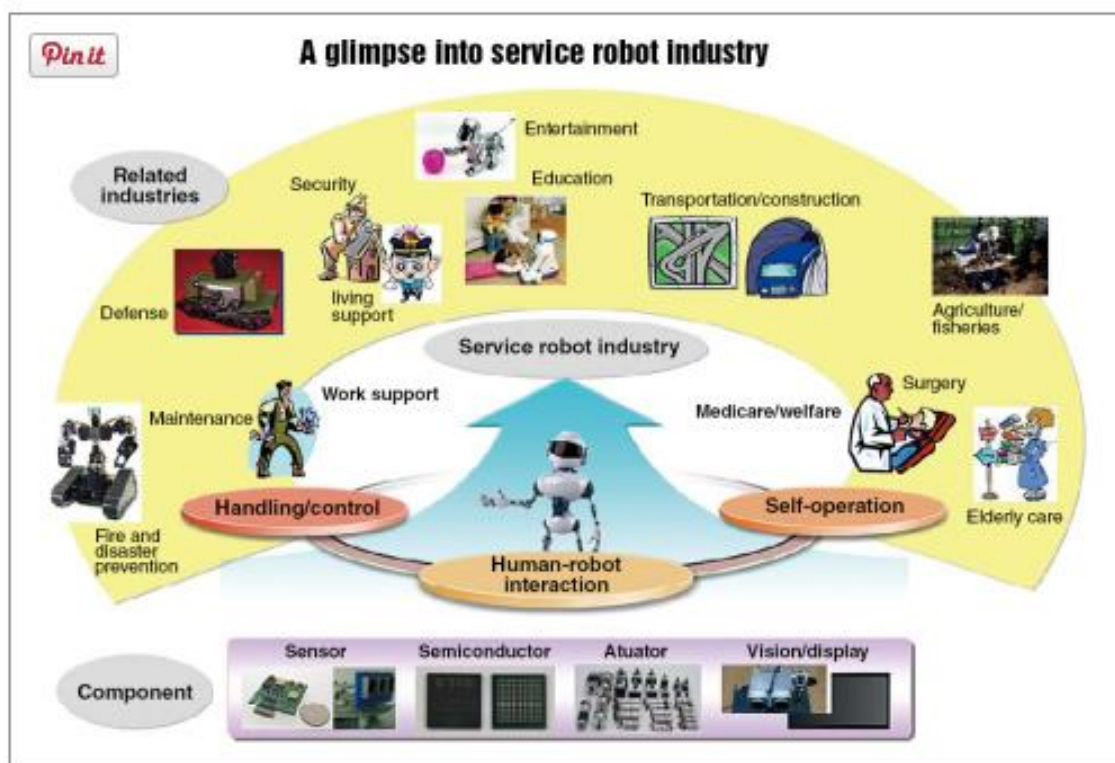 Pinit
A glimpse into service robot industry
Related
industries
Entertainment
Education
Security
living
support
Transportation/construction
Defense
Agriculture/
fisheries
Service robot industry
Work support
Maintenance
Medicare/welfare
Surgery
Handling/control
Self-operation
Fire and
disaster
prevention
Elderly care
Human-robot
interaction
Component
Sensor
Semiconductor
Atuator
Vision/display